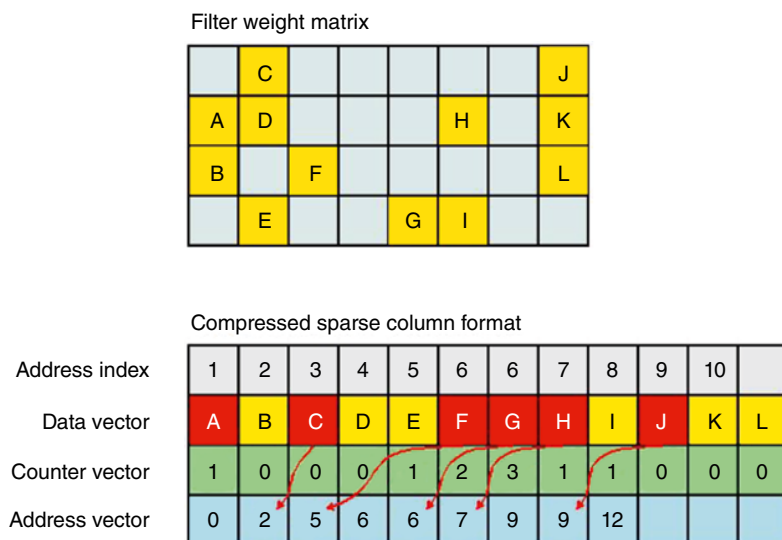 Filter weight matrix
C J
A D H K
B F L
E G I
Compressed sparse column format
Address index 1 2 3 4 5 6 6 7 8 9 10
Data vector A B C D E F G H I J K L
Counter vector 1 0 0 0 1 2 3 1 1 0 0 0
Address vector 0 2 5 6 6 7 9 9 12